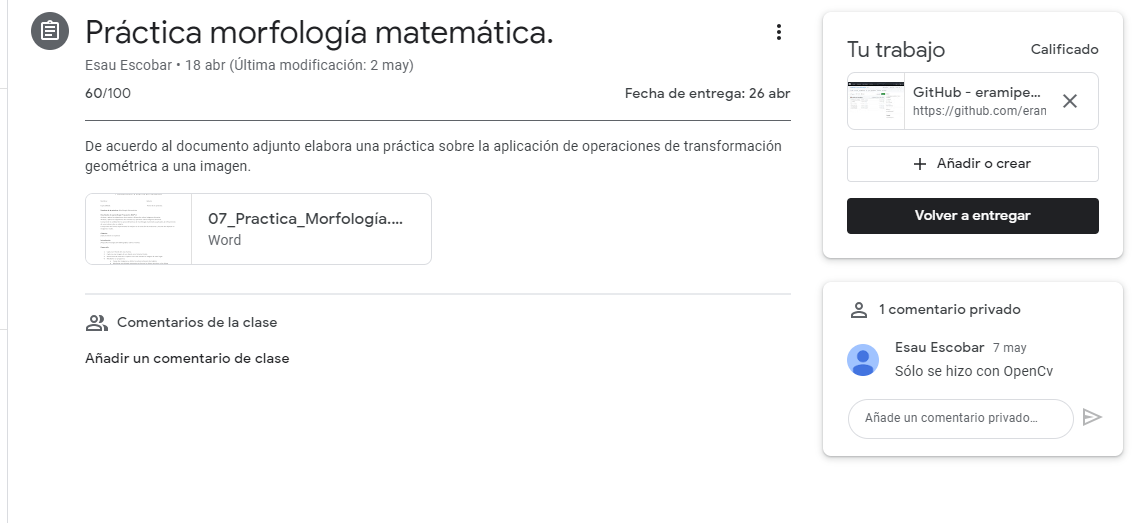 Práctica morfología matemática.
Esau Escobar • 18 abr (Última modificación: 2 may)
60/100
Fecha de entrega: 26 abr
De acuerdo al documento adjunto elabora una práctica sobre la aplicación de operaciones de transformación
geométrica a una imagen.
07_Practica_Morfología....
Word
Comentarios de la clase
Añadir un comentario de clase
Tu trabajo
Calificado
GitHub - eramipe...
https://github.com/eran
Añadir o crear
Volver a entregar
1 comentario privado
Esau Escobar 7 may
Sólo se hizo con OpenCv
Añade un comentario privado...